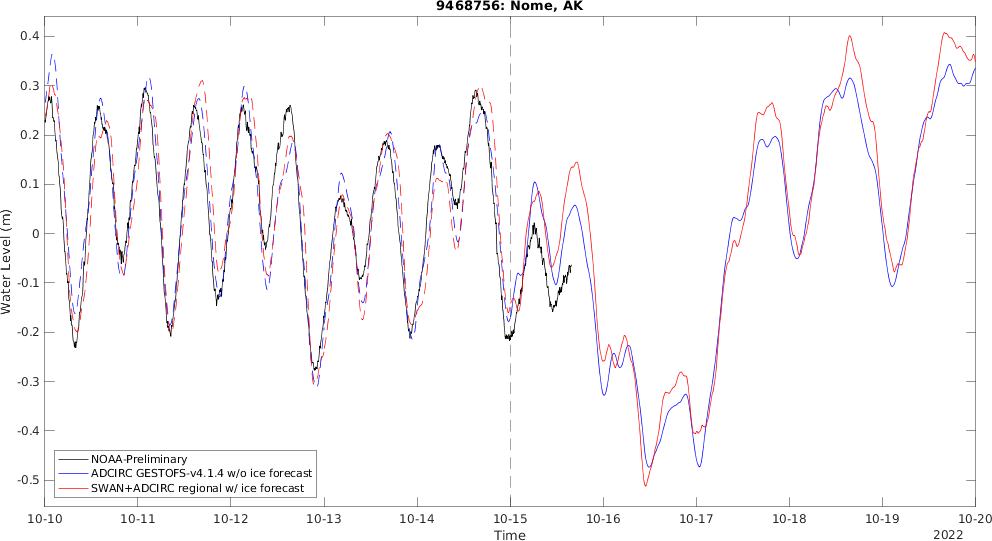 9468756: Nome, AK
Water Level (m)
0.4
0.3
0.2
0.1
0
-0.1
-0.2
-0.3
-0.4
-0.5
NOAA-Preliminary
ADCIRC GESTOFS-v4.1.4 w/o ice forecast
SWAN+ADCIRC regional w/ ice forecast
10-10 10-11 10-12 10-13 10-14 10-15 10-16 10-17 10-18 10-19 10-20
Time
2022